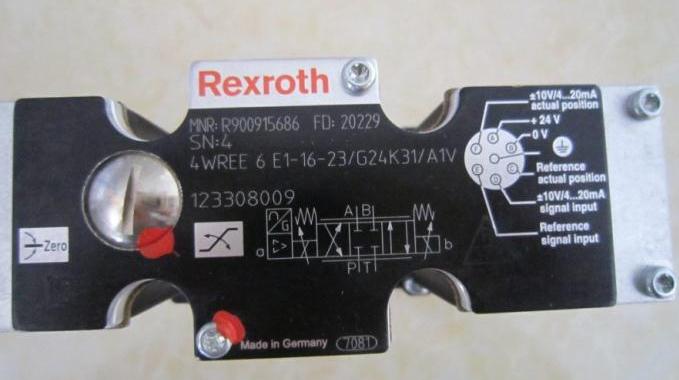 Rexroth
MNR: R900915686 FD: 20229
SN:4
4WREE 6 E1-16-23/G24K31/A1V
123308009
Zero
G
A B
a
b
P T
Made in Germany 7081
±10V/4...20mA
actual position
+ 24 V
0 V
Reference
actual position
±10V/4...20mA
signal input
Reference
signal input